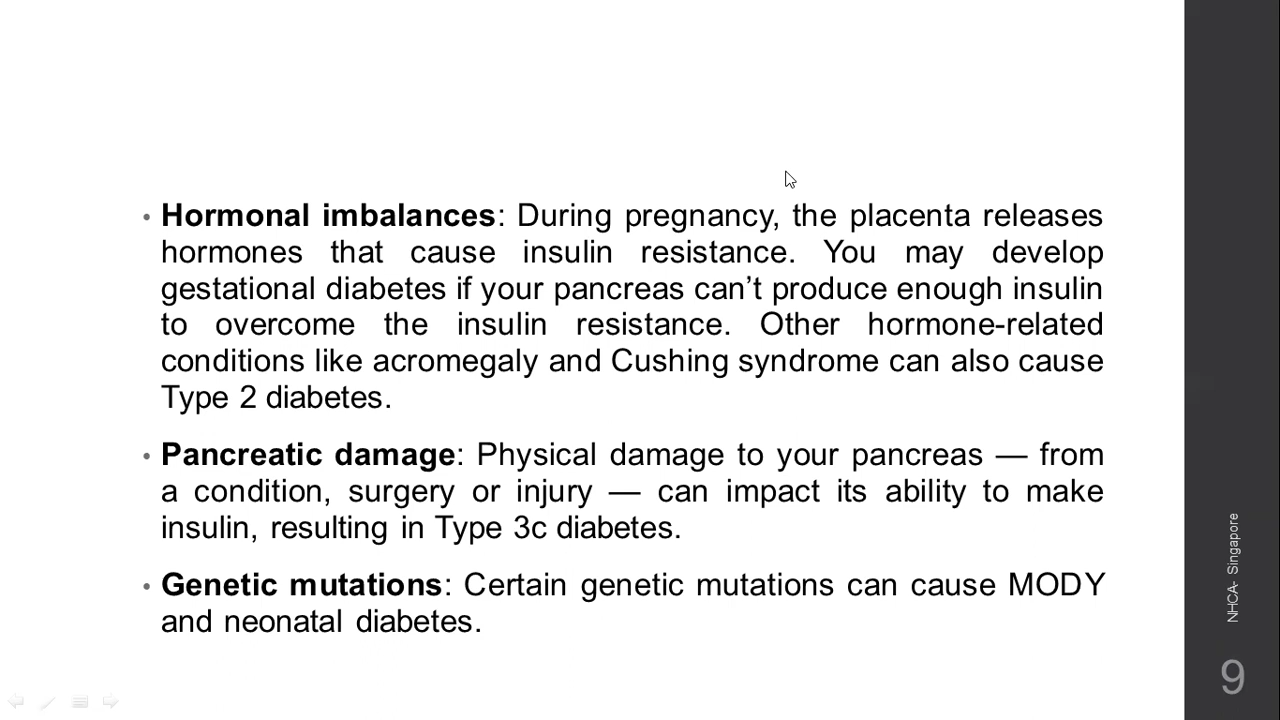 • Hormonal imbalances: During pregnancy, the placenta releases
hormones that cause insulin resistance. You may develop
gestational diabetes if your pancreas can’t produce enough insulin
to overcome the insulin resistance. Other hormone-related
conditions like acromegaly and Cushing syndrome can also cause
Type 2 diabetes.
• Pancreatic damage: Physical damage to your pancreas — from
a condition, surgery or injury — can impact its ability to make
insulin, resulting in Type 3c diabetes.
• Genetic mutations: Certain genetic mutations can cause MODY
and neonatal diabetes.
NHCA- Singapore
9